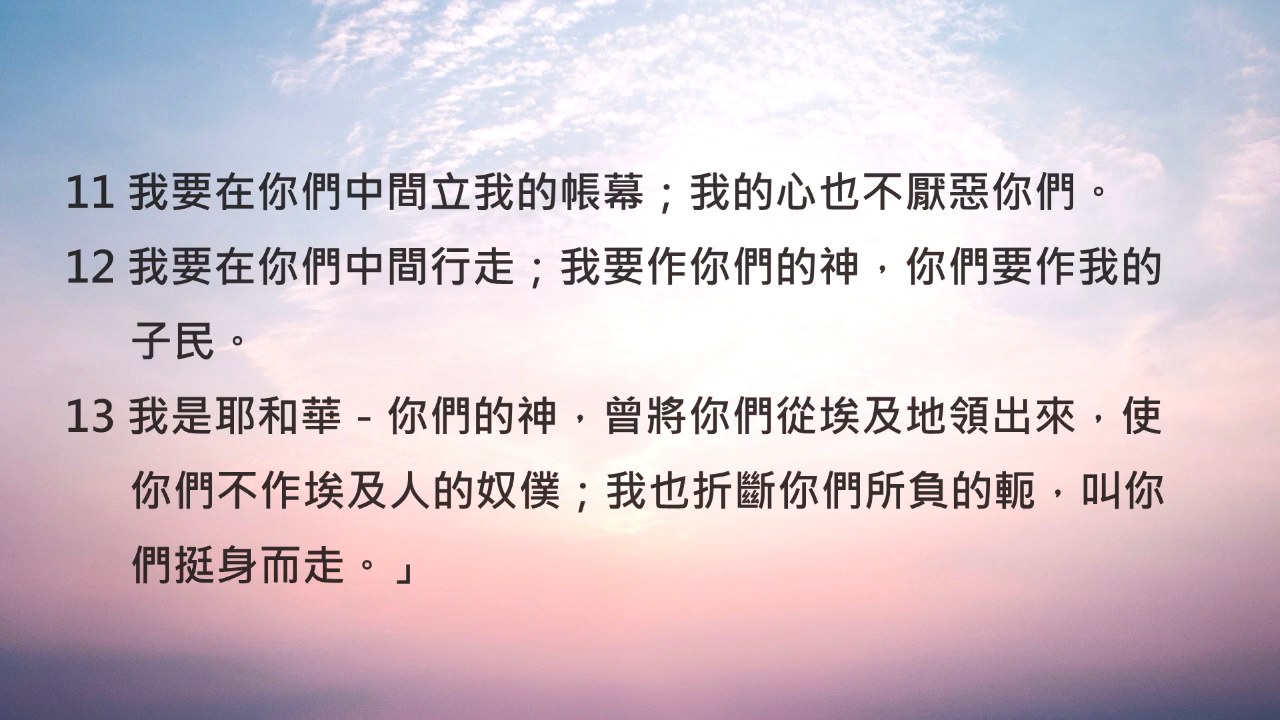 11 我要在你們中間立我的帳幕；我的心也不厭惡你們。
12 我要在你們中間行走；我要作你們的神，你們要作我的
子民。
13 我是耶和華－你們的神，曾將你們從埃及地領出來，使
你們不作埃及人的奴僕；我也折斷你們所負的軛，叫你
們挺身而走。」